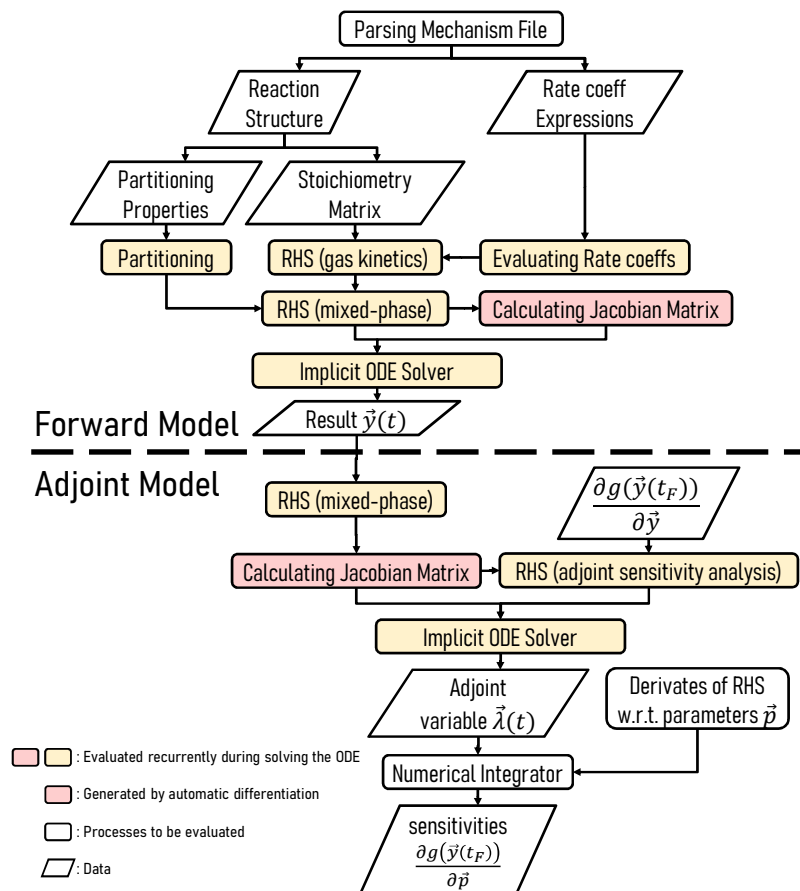 Parsing Mechanism File
Reaction
Structure
Rate coeff
Expressions
Partitioning
Properties
Stoichiometry
Matrix
Partitioning
RHS (gas kinetics)
Evaluating Rate coeffs
RHS (mixed-phase)
Calculating Jacobian Matrix
Implicit ODE Solver
Forward Model
Result y⃗(t)
Adjoint Model
RHS (mixed-phase)
∂g(y⃗(t_F))
∂y⃗
Calculating Jacobian Matrix
RHS (adjoint sensitivity analysis)
Implicit ODE Solver
Adjoint
variable λ⃗(t)
Derivates of RHS
w.r.t. parameters p⃗
Numerical Integrator
sensitivities
∂g(y⃗(t_F))
∂p⃗
: Evaluated recurrently during solving the ODE
: Generated by automatic differentiation
: Processes to be evaluated
: Data